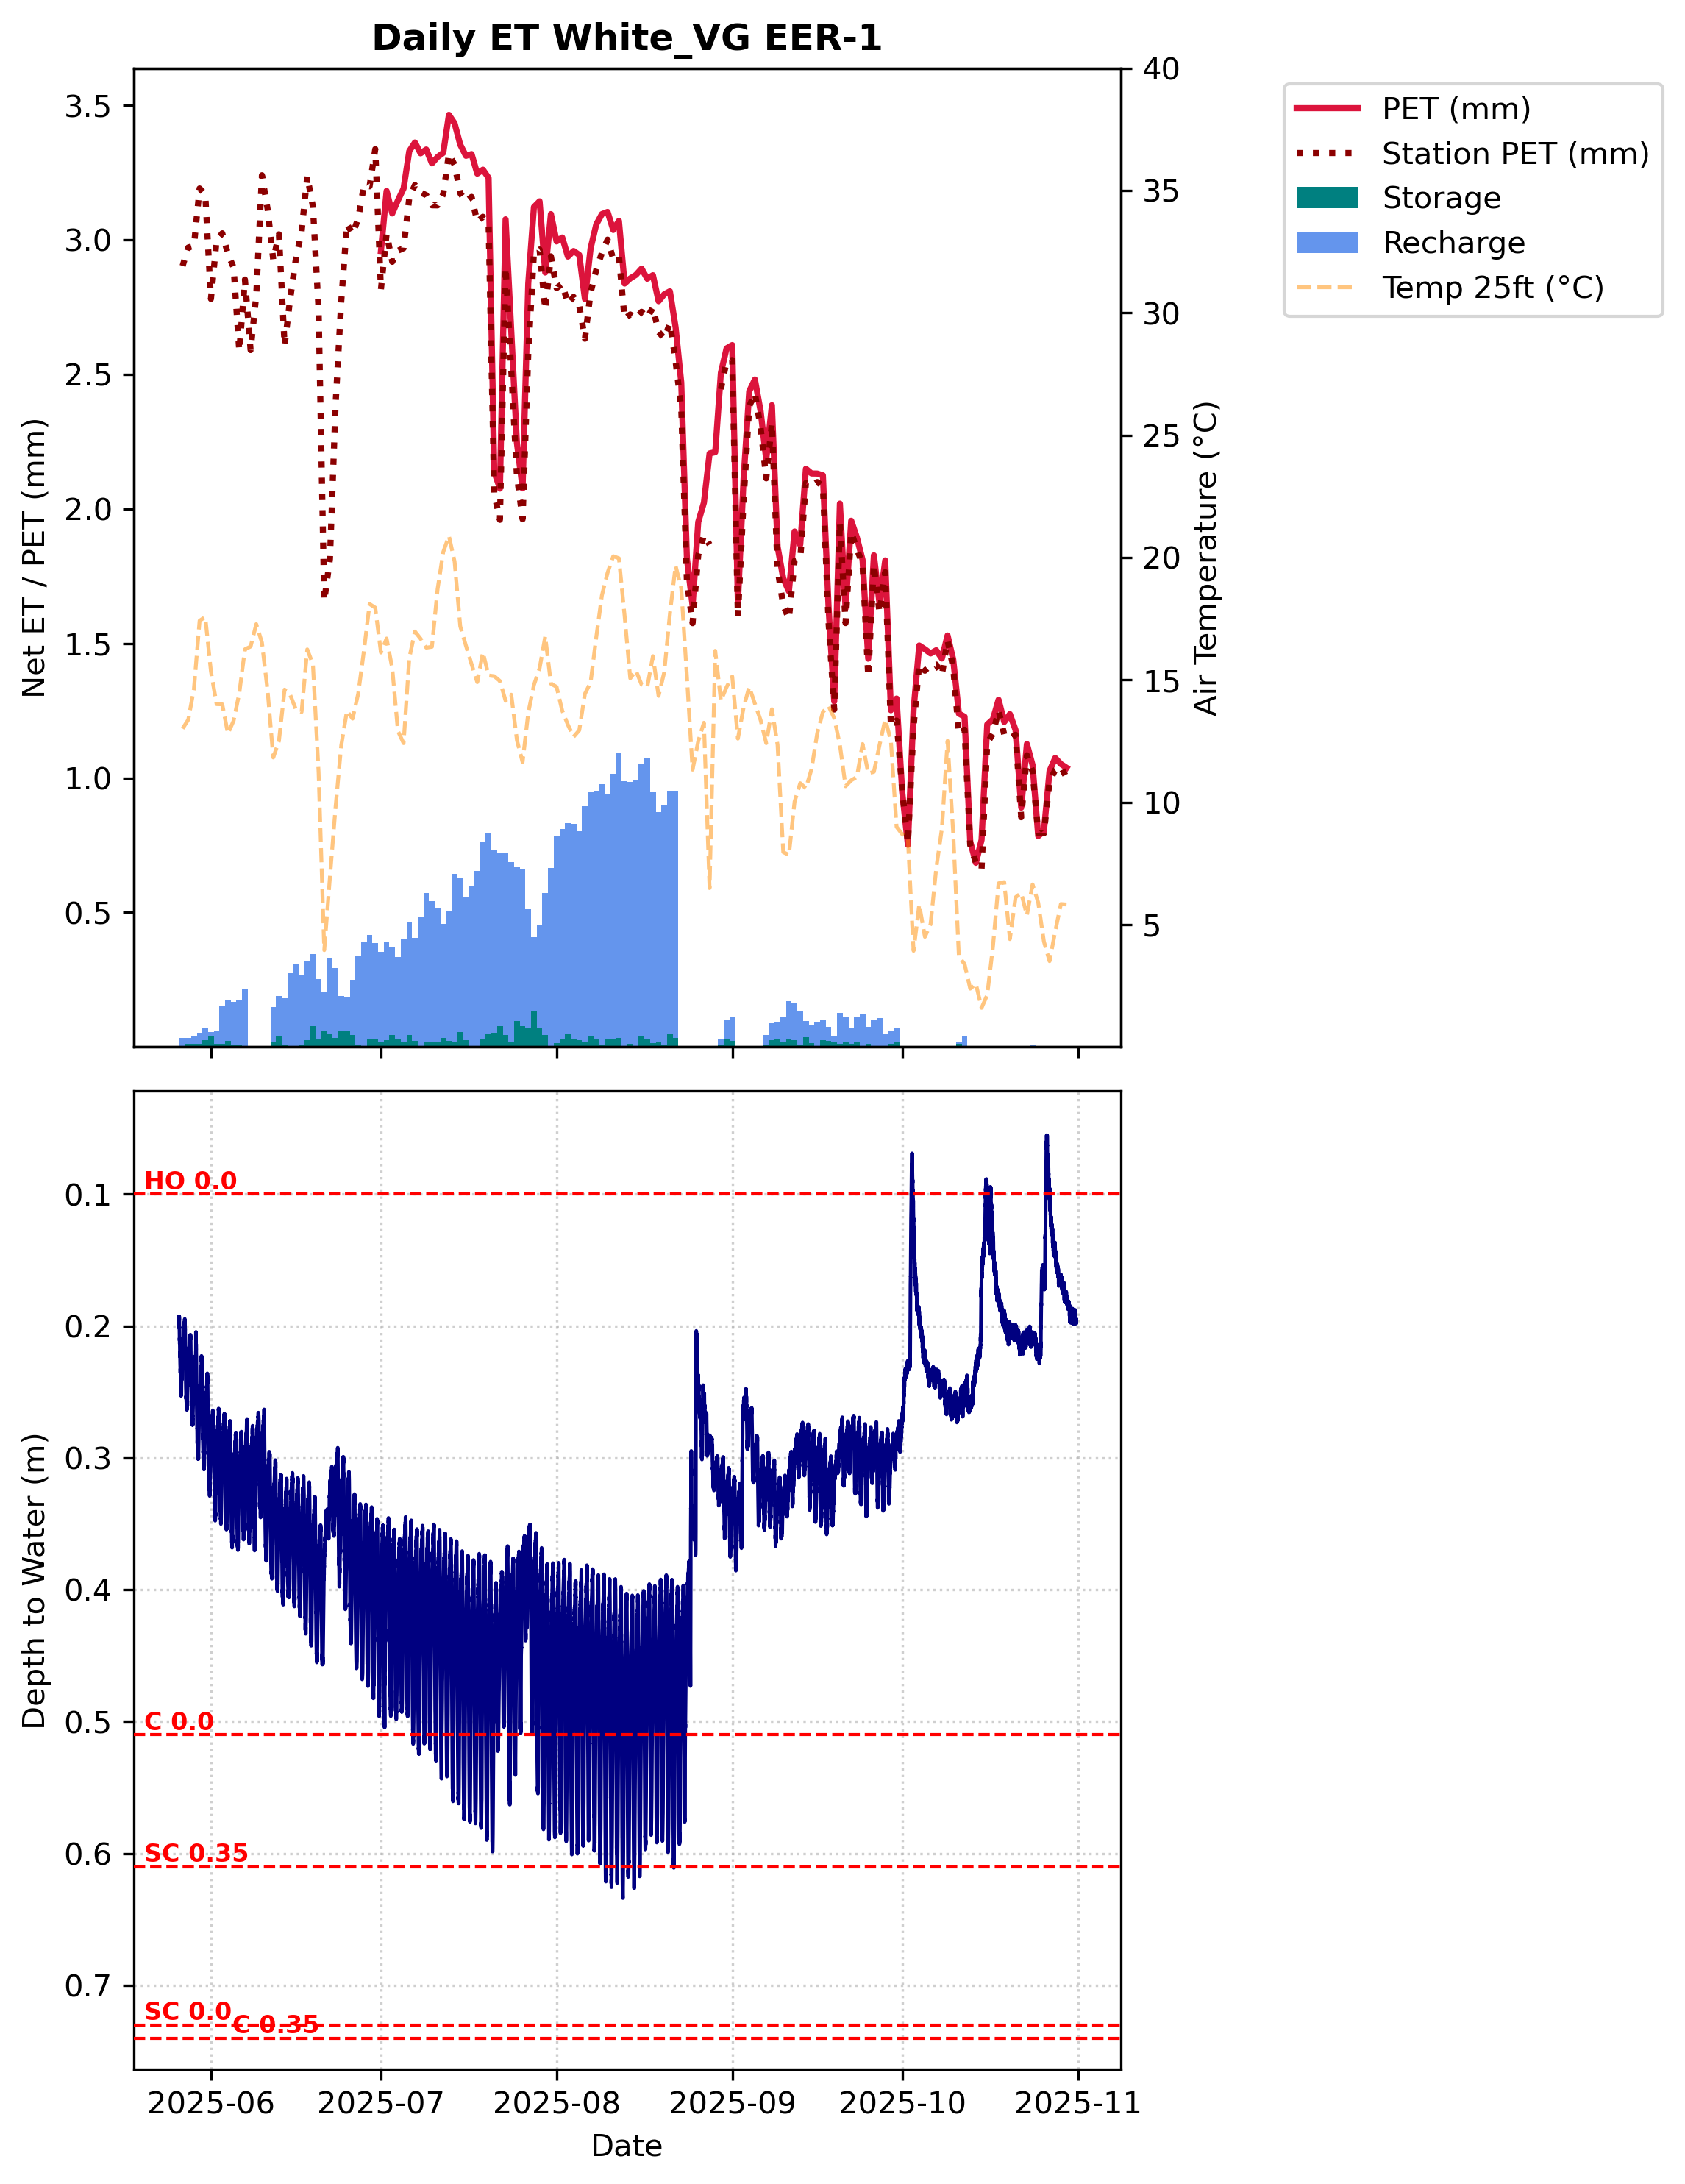 Daily ET White_VG EER-1
Net ET / PET (mm)
3.5
3.0
2.5
2.0
1.5
1.0
0.5
Air Temperature (°C)
40
35
30
25
20
15
10
5
PET (mm)
Station PET (mm)
Storage
Recharge
Temp 25ft (°C)
Depth to Water (m)
0.1
0.2
0.3
0.4
0.5
0.6
0.7
HO 0.0
C 0.0
SC 0.35
SC 0.0
C 0.35
2025-06 2025-07 2025-08 2025-09 2025-10 2025-11
Date